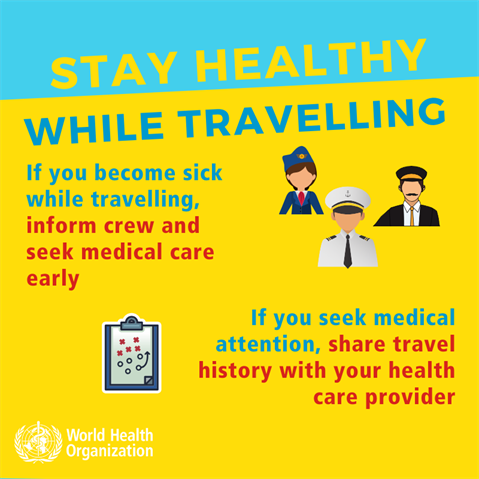 STAY HEALTHY
WHILE TRAVELLING
If you become sick
while travelling,
inform crew and
seek medical care
early
If you seek medical
attention, share travel
history with your health
care provider
World Health
Organization